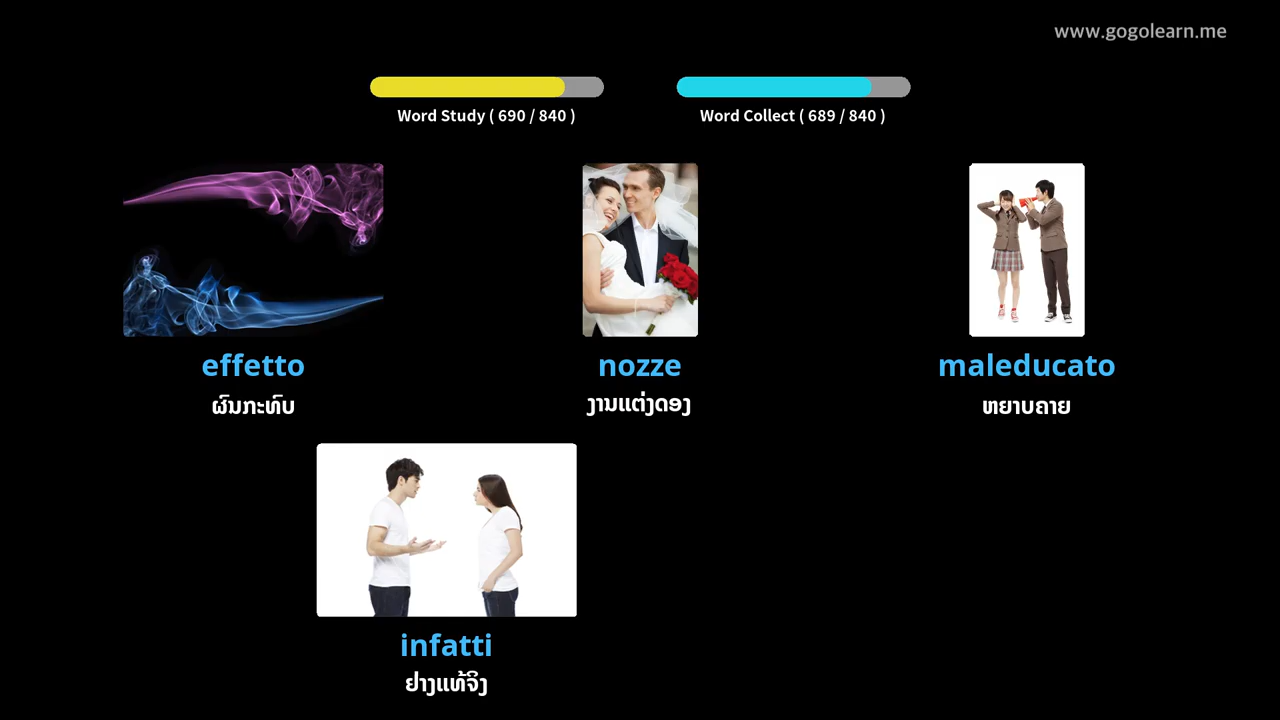 www.gogolearn.me
Word Study ( 690 / 840 )
Word Collect ( 689 / 840 )
effetto
ຜົນກະທົບ
nozze
ງານແຕ່ງດອງ
maleducato
ຫຍາບຄາຍ
infatti
ຢ່າງແທ້ຈິງ